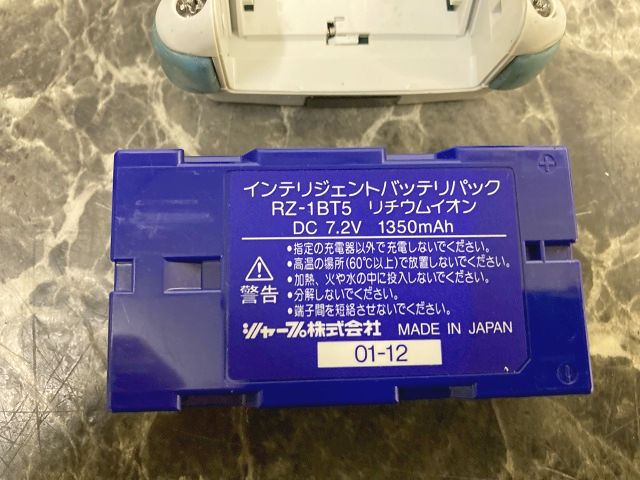 インテリジェントバッテリパック
RZ-1BT5 リチウムイオン
DC 7.2V 1350mAh
・指定の充電器以外で充電しないでください。
・高温の場所(60℃以上)で放置しないでください。
・加熱、火や水の中に投入しないでください。
・分解しないでください。
・端子間を短絡させないでください。
警告
シャープ株式会社 MADE IN JAPAN
01-12